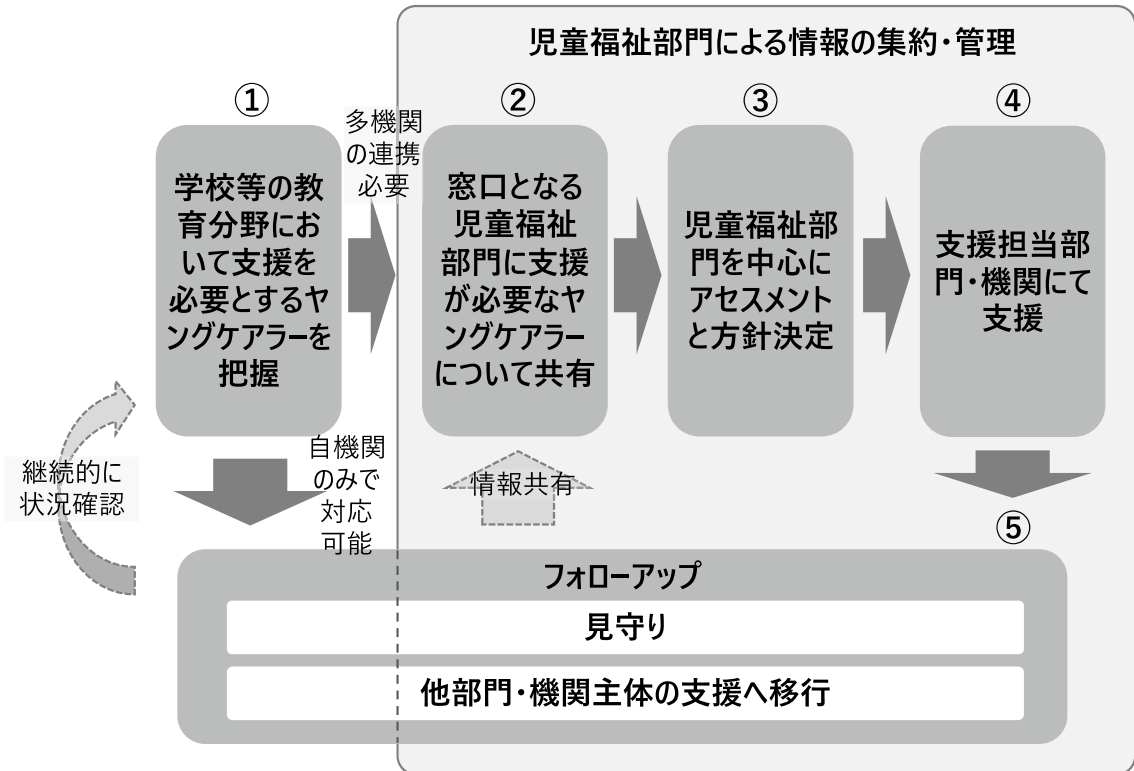 児童福祉部門による情報の集約・管理
①
学校等の教
育分野にお
いて支援を
必要とするヤ
ングケアラーを
把握
多機関
の連携
必要
②
窓口となる
児童福祉
部門に支援
が必要なヤ
ングケアラー
について共有
③
児童福祉部
門を中心に
アセスメント
と方針決定
④
支援担当部
門・機関にて
支援
継続的に
状況確認
自機関
のみで
対応
可能
情報共有
⑤
フォローアップ
見守り
他部門・機関主体の支援へ移行